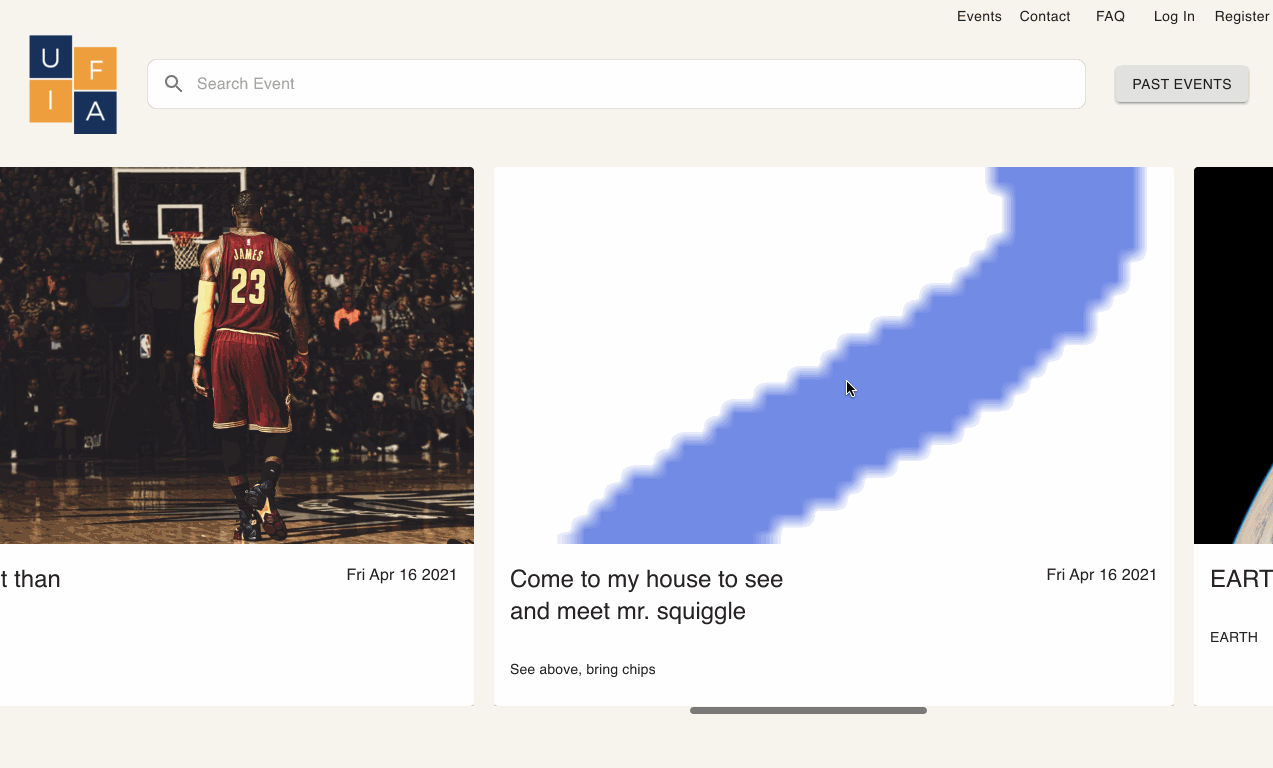 Events Contact FAQ Log In Register
U F
I A
Search Event
PAST EVENTS
JAMES
23
t than
Fri Apr 16 2021
Come to my house to see
and meet mr. squiggle
Fri Apr 16 2021
See above, bring chips
EART
EARTH